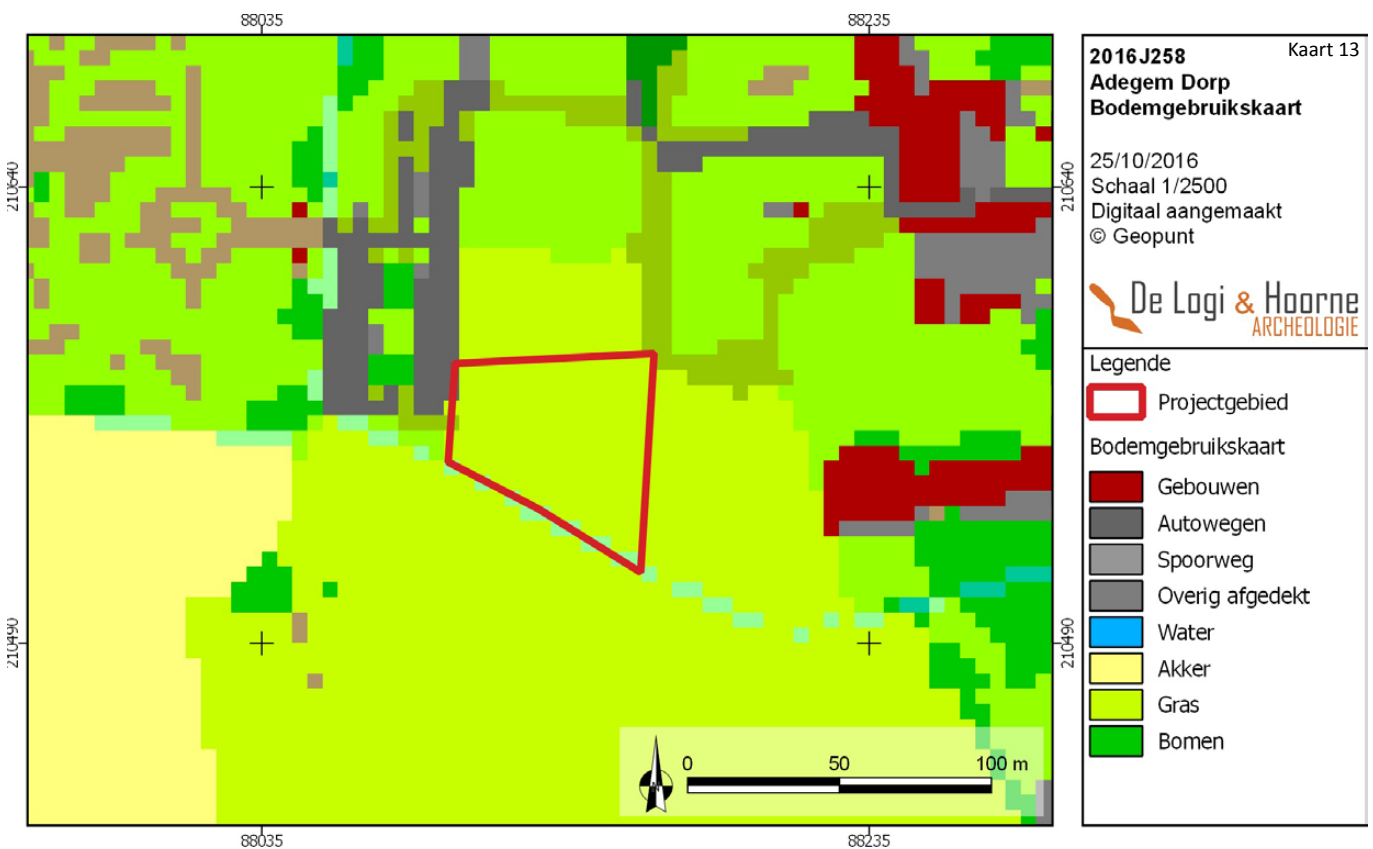 88035 88235
210640 210640
210490 210490
0 50 100 m
N
88035 88235
Kaart 13
2016J258
Adegem Dorp
Bodemgebruikskaart
25/10/2016
Schaal 1/2500
Digitaal aangemaakt
© Geopunt
De Logi & Hoorne
ARCHEOLOGIE
Legende
Projectgebied
Bodemgebruikskaart
Gebouwen
Autowegen
Spoorweg
Overig afgedekt
Water
Akker
Gras
Bomen